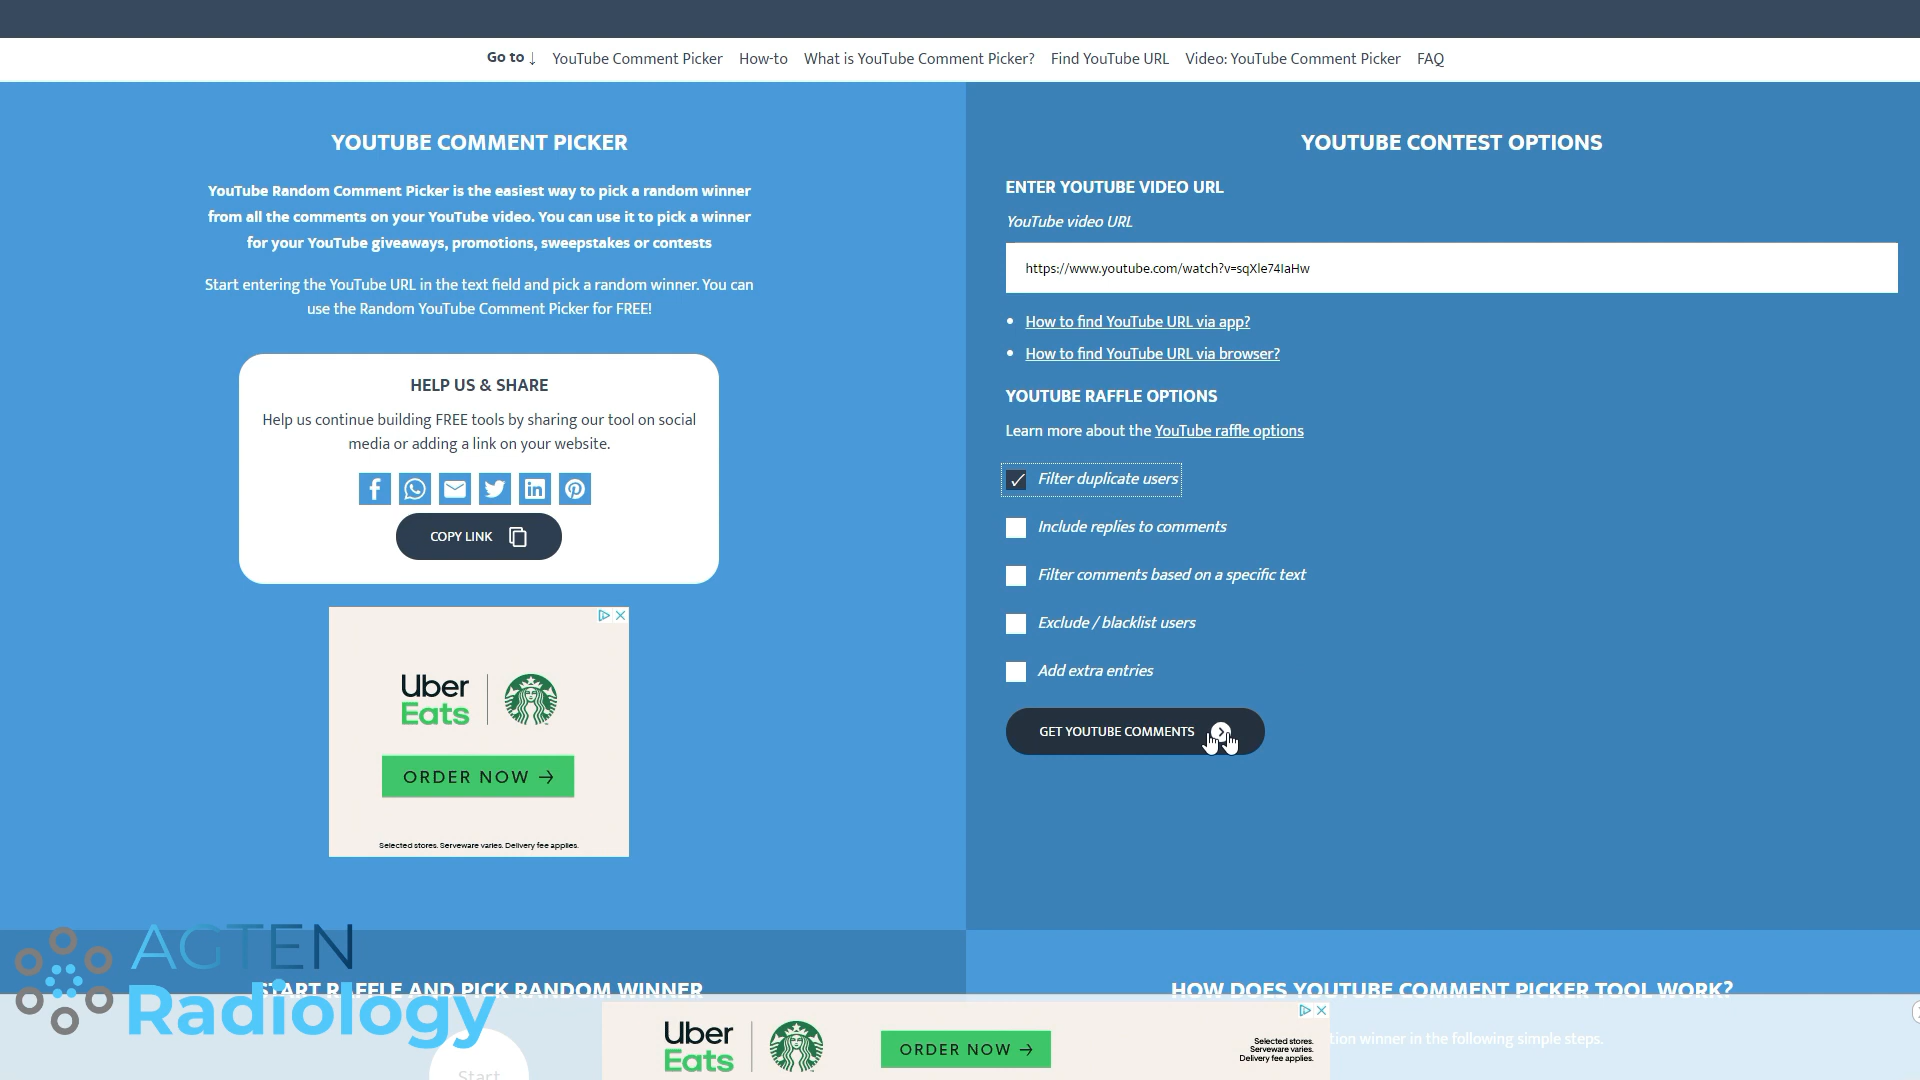 Go to ↓ YouTube Comment Picker How-to What is YouTube Comment Picker? Find YouTube URL Video: YouTube Comment Picker FAQ
YOUTUBE COMMENT PICKER
YouTube Random Comment Picker is the easiest way to pick a random winner
from all the comments on your YouTube video. You can use it to pick a winner
for your YouTube giveaways, promotions, sweepstakes or contests
Start entering the YouTube URL in the text field and pick a random winner. You can
use the Random YouTube Comment Picker for FREE!
HELP US & SHARE
Help us continue building FREE tools by sharing our tool on social
media or adding a link on your website.
COPY LINK
Uber
Eats
ORDER NOW →
Selected stores. Serveware varies. Delivery fee applies.
YOUTUBE CONTEST OPTIONS
ENTER YOUTUBE VIDEO URL
YouTube video URL
https://www.youtube.com/watch?v=sqXle74IaHw
How to find YouTube URL via app?
How to find YouTube URL via browser?
YOUTUBE RAFFLE OPTIONS
Learn more about the YouTube raffle options
Filter duplicate users
Include replies to comments
Filter comments based on a specific text
Exclude / blacklist users
Add extra entries
GET YOUTUBE COMMENTS
START RAFFLE AND PICK RANDOM WINNER
Start
HOW DOES YOUTUBE COMMENT PICKER TOOL WORK?
winner in the following simple steps.
AGTEN
Radiology
Uber
Eats
ORDER NOW →
Selected stores.
Serveware varies.
Delivery fee applies.